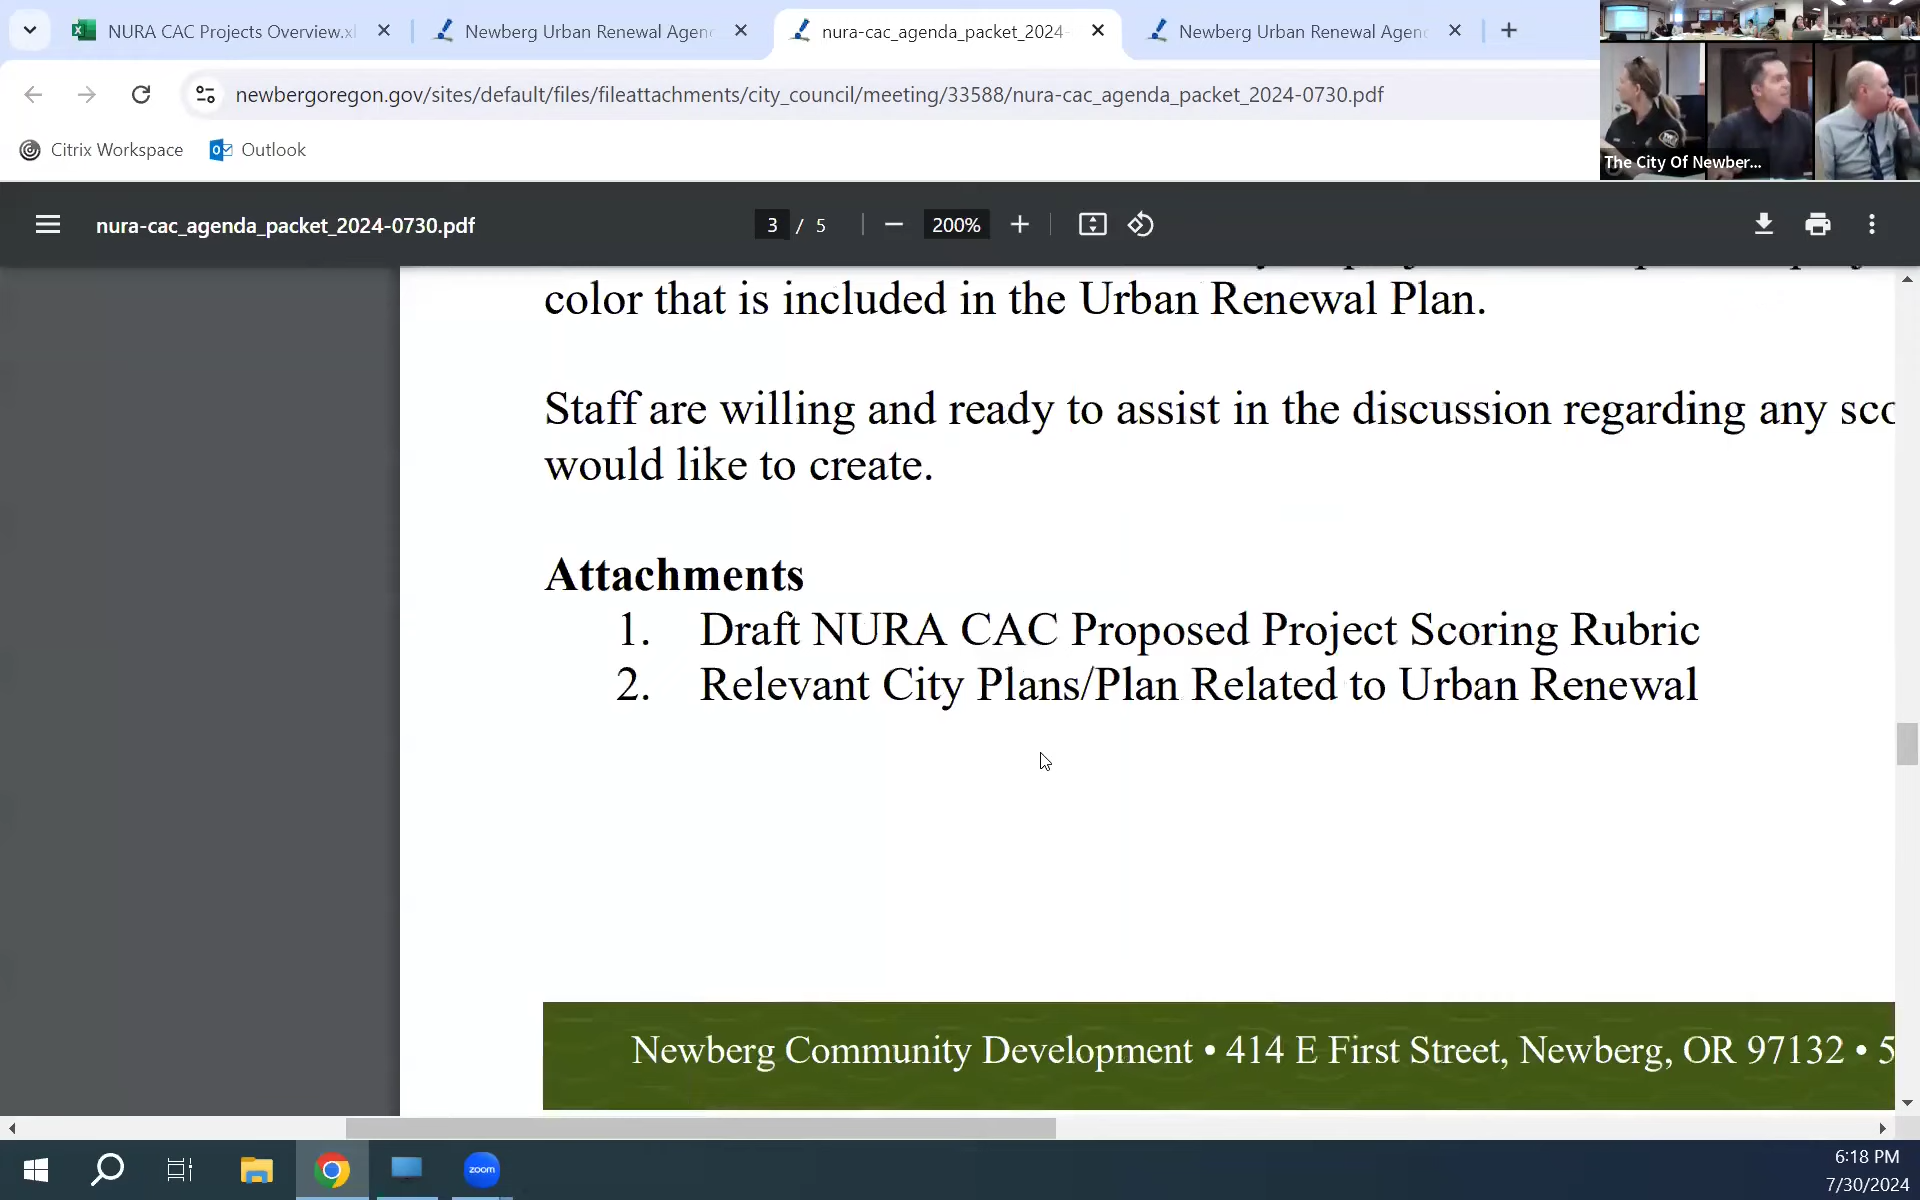 NURA CAC Projects Overview.xl
Newberg Urban Renewal Agenc
nura-cac_agenda_packet_2024-
Newberg Urban Renewal Agenc
newbergoregon.gov/sites/default/files/fileattachments/city_council/meeting/33588/nura-cac_agenda_packet_2024-0730.pdf
Citrix Workspace
Outlook
The City Of Newber...
nura-cac_agenda_packet_2024-0730.pdf
3 / 5
200%
color that is included in the Urban Renewal Plan.
Staff are willing and ready to assist in the discussion regarding any sco
would like to create.
Attachments
1. Draft NURA CAC Proposed Project Scoring Rubric
2. Relevant City Plans/Plan Related to Urban Renewal
Newberg Community Development • 414 E First Street, Newberg, OR 97132 • 5
zoom
6:18 PM
7/30/2024